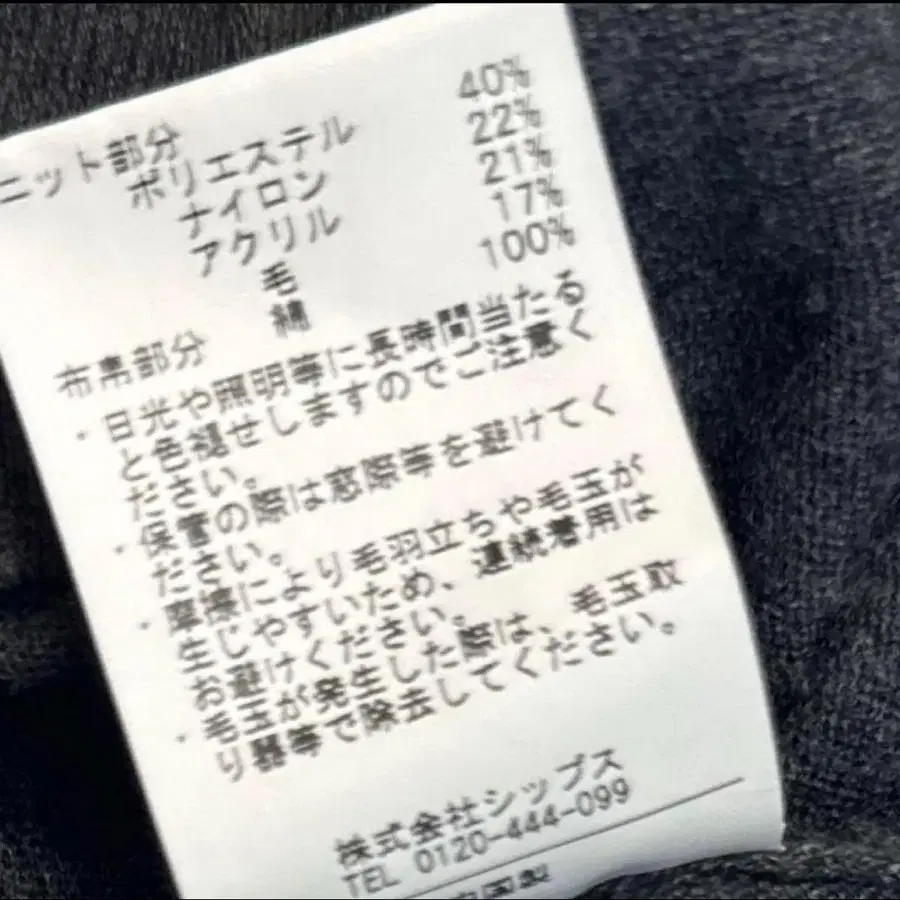 ニット部分
ポリエステル 40%
ナイロン 22%
アクリル 21%
毛 17%
布帛部分 綿 100%
・日光や照明等に長時間当たる
と色褪せしますのでご注意く
ださい。
・保管の際は窓際等を避けてく
ださい。
・摩擦により毛羽立ちや毛玉が
生じやすいため、連続着用は
お避けください。
・毛玉が発生した際は、毛玉取
り器等で除去してください。
株式会社シップス
TEL 0120-444-099
中国製